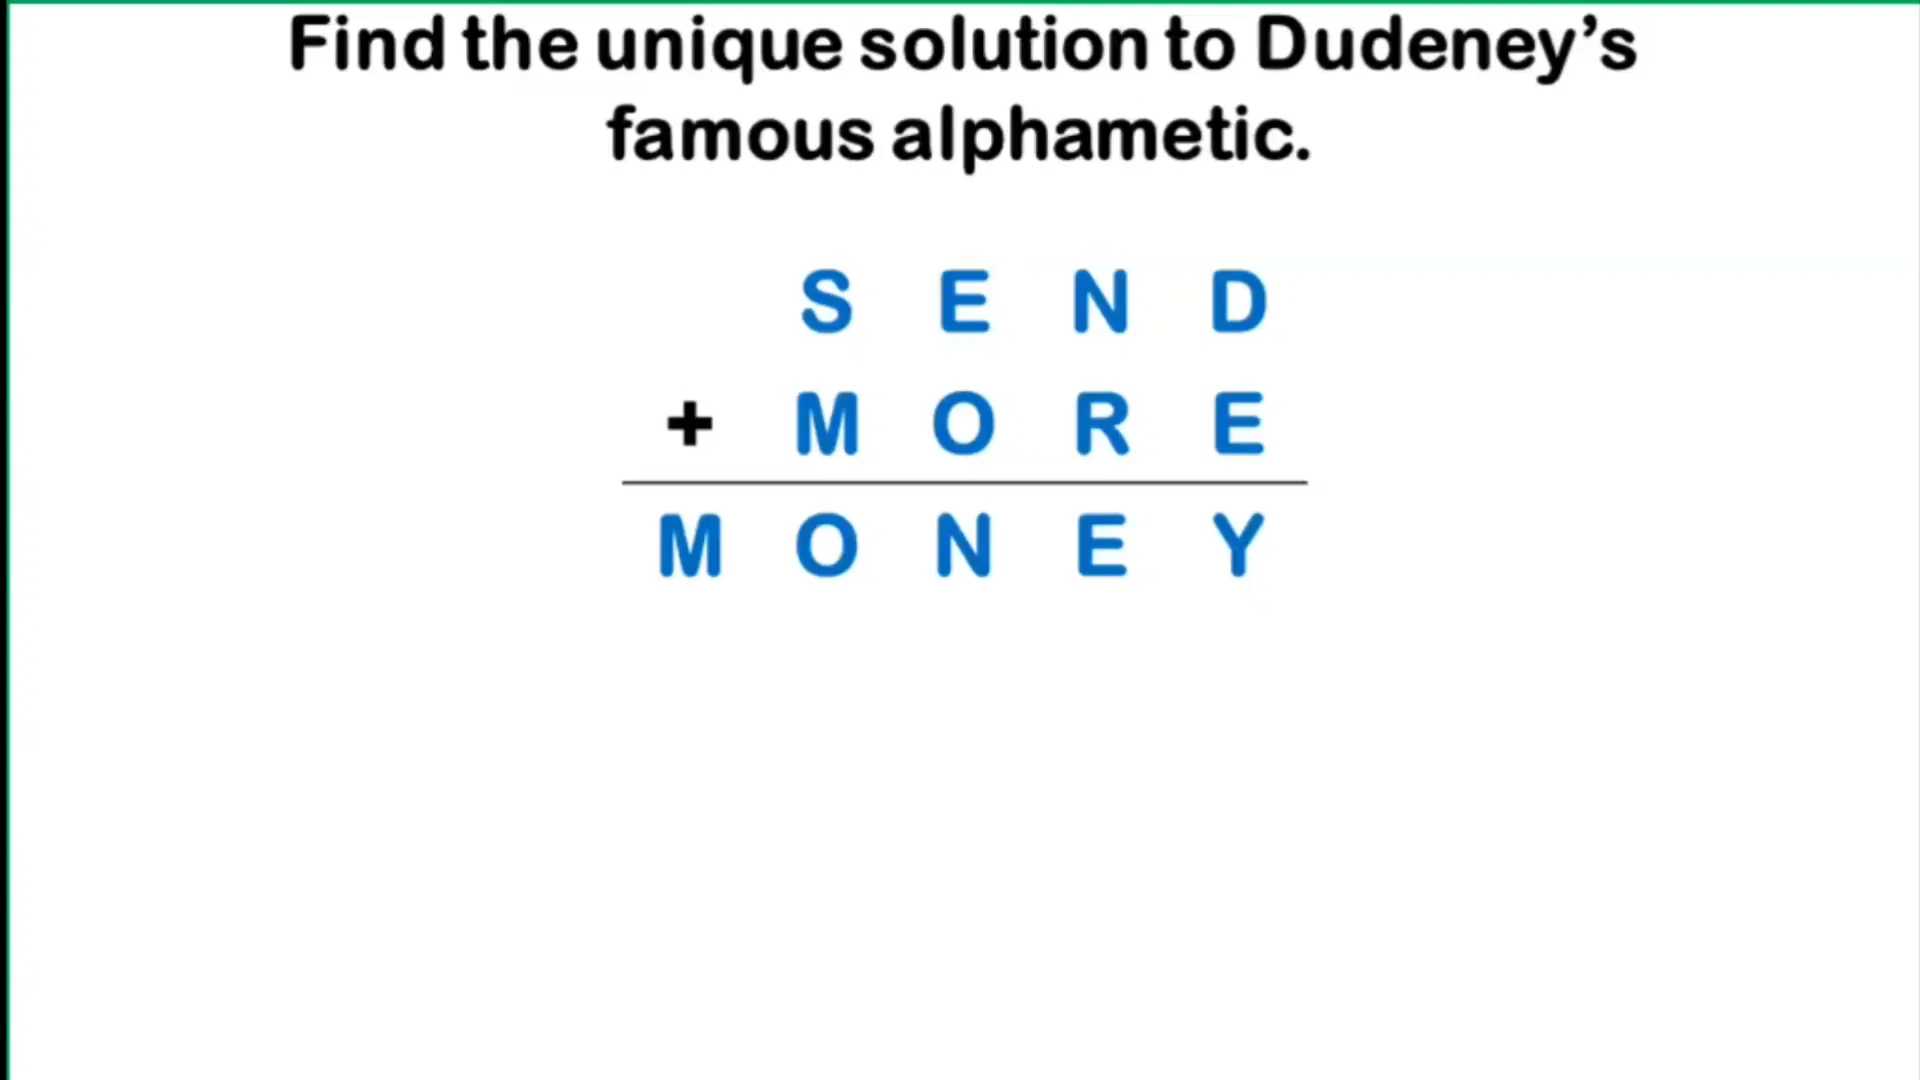 Find the unique solution to Dudeney’s
famous alphametic.
S E N D
+ M O R E
M O N E Y